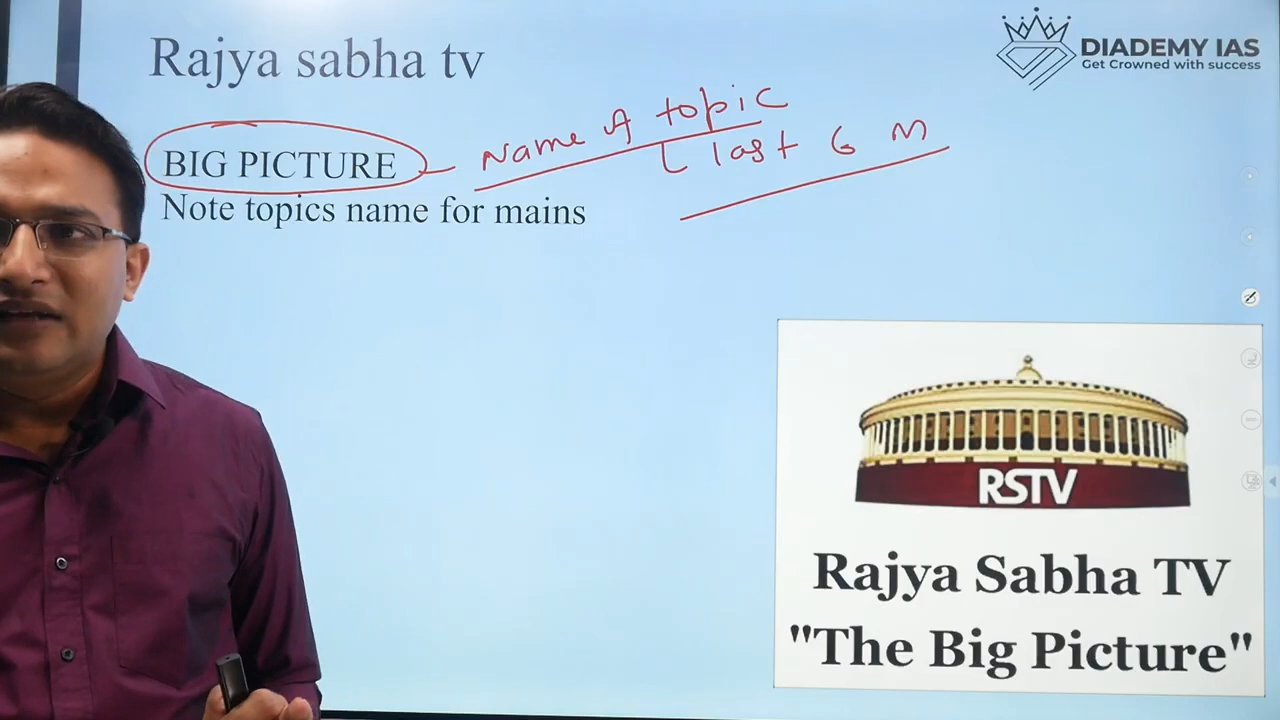 Rajya sabha tv
DIADEMY IAS
Get Crowned with success
BIG PICTURE
Name of topic
last 6 M
Note topics name for mains
RSTV
Rajya Sabha TV
"The Big Picture"